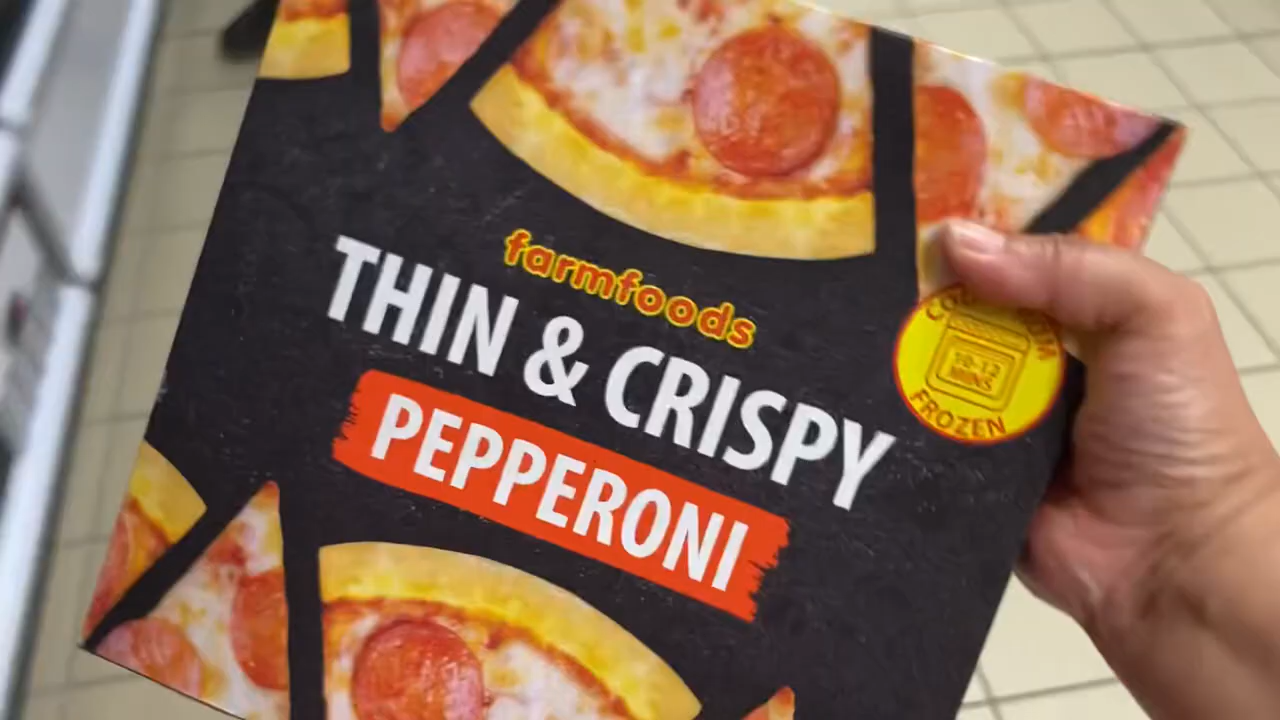 farmfoods
THIN & CRISPY
PEPPERONI
10-12
MINS
FROZEN